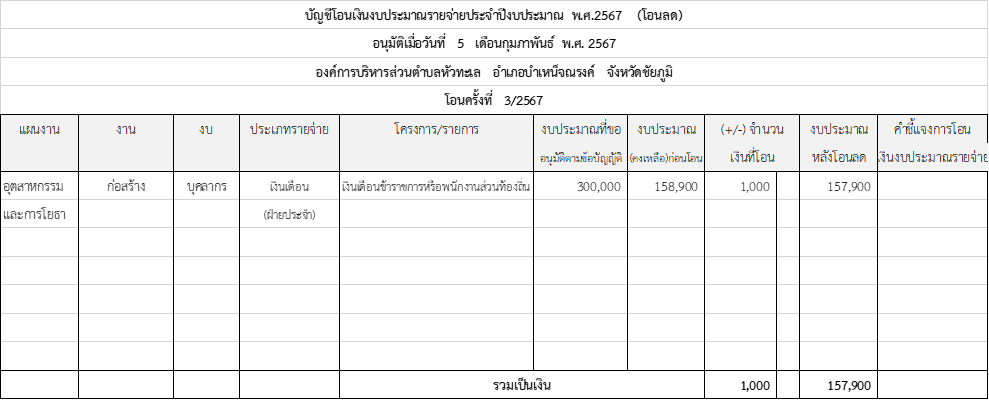 บัญชีโอนเงินงบประมาณรายจ่ายประจำปีงบประมาณ พ.ศ.2567 (โอนลด)
อนุมัติเมื่อวันที่ 5 เดือนกุมภาพันธ์ พ.ศ. 2567
องค์การบริหารส่วนตำบลหัวทะเล อำเภอบำเหน็จณรงค์ จังหวัดชัยภูมิ
โอนครั้งที่ 3/2567
แผนงาน งาน งบ ประเภทรายจ่าย โครงการ/รายการ งบประมาณที่ขอ งบประมาณ (+/-) จำนวน งบประมาณ คำชี้แจงการโอน
อนุมัติตามข้อบัญญัติ (คงเหลือ)ก่อนโอน เงินที่โอน หลังโอนลด เงินงบประมาณรายจ่าย
อุตสาหกรรม ก่อสร้าง บุคลากร เงินเดือน เงินเดือนข้าราชการหรือพนักงานส่วนท้องถิ่น 300,000 158,900 1,000 157,900
และการโยธา (ฝ่ายประจำ)
รวมเป็นเงิน 1,000 157,900